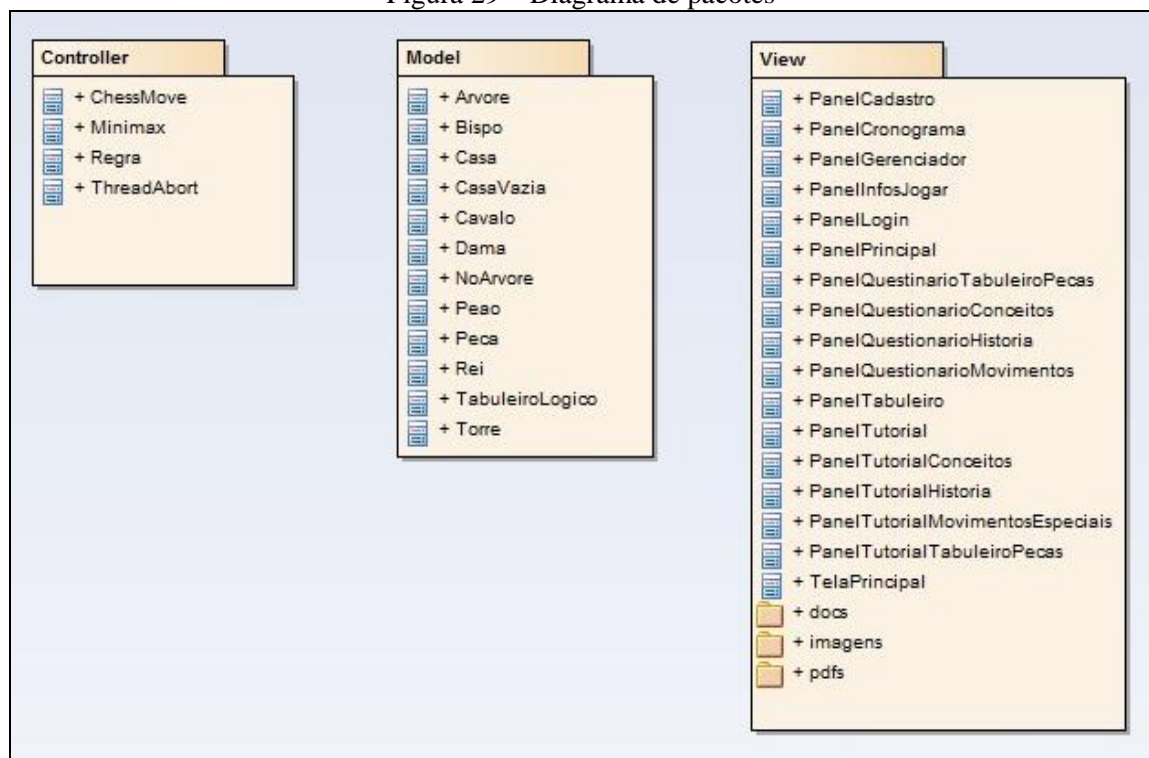 Figura 29 – Diagrama de pacotes
Controller
+ ChessMove
+ Minimax
+ Regra
+ ThreadAbort
Model
+ Arvore
+ Bispo
+ Casa
+ CasaVazia
+ Cavalo
+ Dama
+ NoArvore
+ Peao
+ Peca
+ Rei
+ TabuleiroLogico
+ Torre
View
+ PanelCadastro
+ PanelCronograma
+ PanelGerenciador
+ PanelInfosJogar
+ PanelLogin
+ PanelPrincipal
+ PanelQuestinarioTabuleiroPecas
+ PanelQuestionarioConceitos
+ PanelQuestionarioHistoria
+ PanelQuestionarioMovimentos
+ PanelTabuleiro
+ PanelTutorial
+ PanelTutorialConceitos
+ PanelTutorialHistoria
+ PanelTutorialMovimentosEspeciais
+ PanelTutorialTabuleiroPecas
+ TelaPrincipal
+ docs
+ imagens
+ pdfs